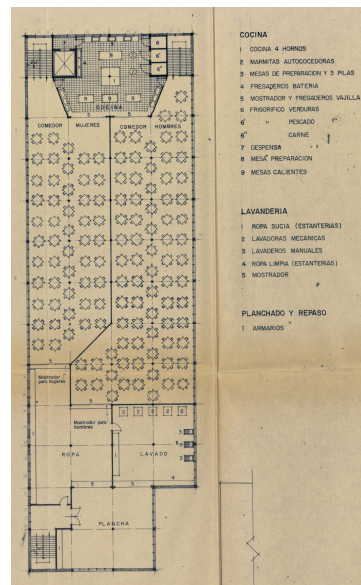 COCINA
1 COCINA 4 HORNOS
2 MARMITAS AUTOCOCEDORAS
3 MESAS DE PREPARACION Y 3 PILAS
4 FREGADEROS BATERIA
5 MOSTRADOR Y FREGADEROS VAJILLA
6 FRIGORIFICO VERDURAS
6' " PESCADO
6" " CARNE
7 DESPENSA
8 MESA PREPARACION
9 MESAS CALIENTES
LAVANDERIA
1 ROPA SUCIA (ESTANTERIAS)
2 LAVADORAS MECANICAS
3 LAVADEROS MANUALES
4 ROPA LIMPIA (ESTANTERIAS)
5 MOSTRADOR
PLANCHADO Y REPASO
1 ARMARIOS
COCINA
COMEDOR MUJERES COMEDOR HOMBRES
Mostrador para mujeres
Mostrador para hombres
ROPA LAVADO
PLANCHA